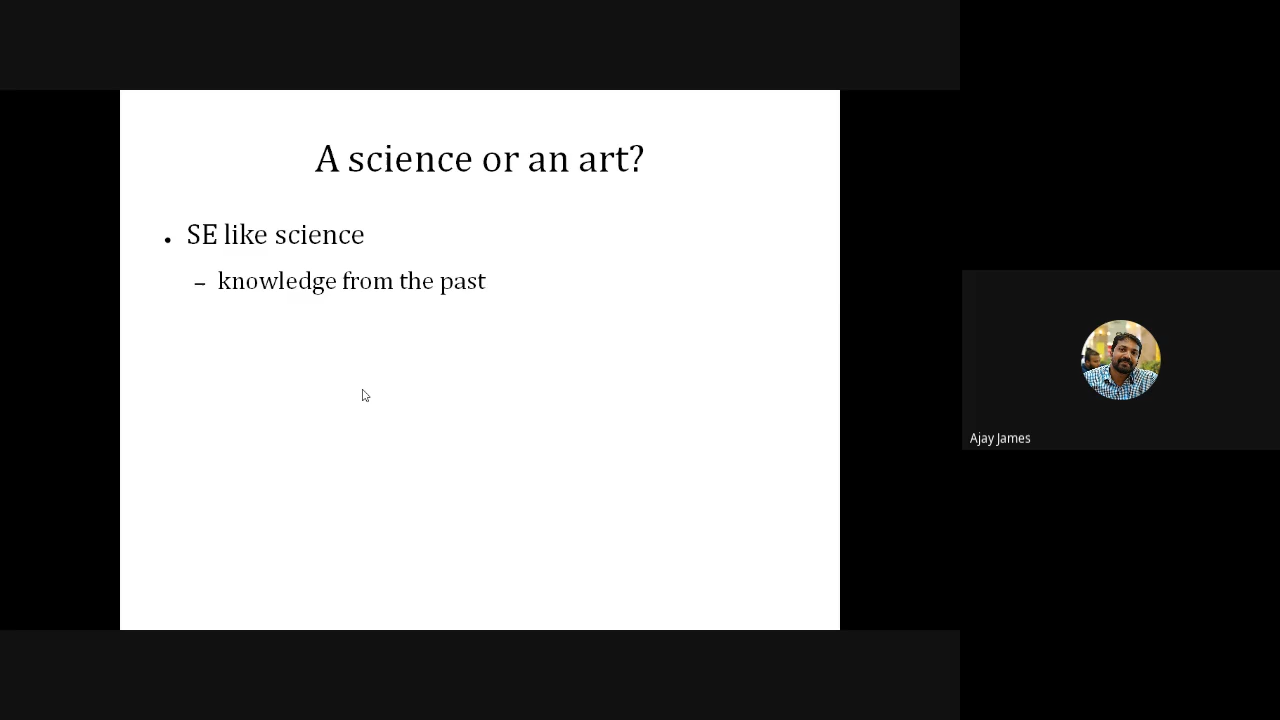 A science or an art?
• SE like science
– knowledge from the past
Ajay James